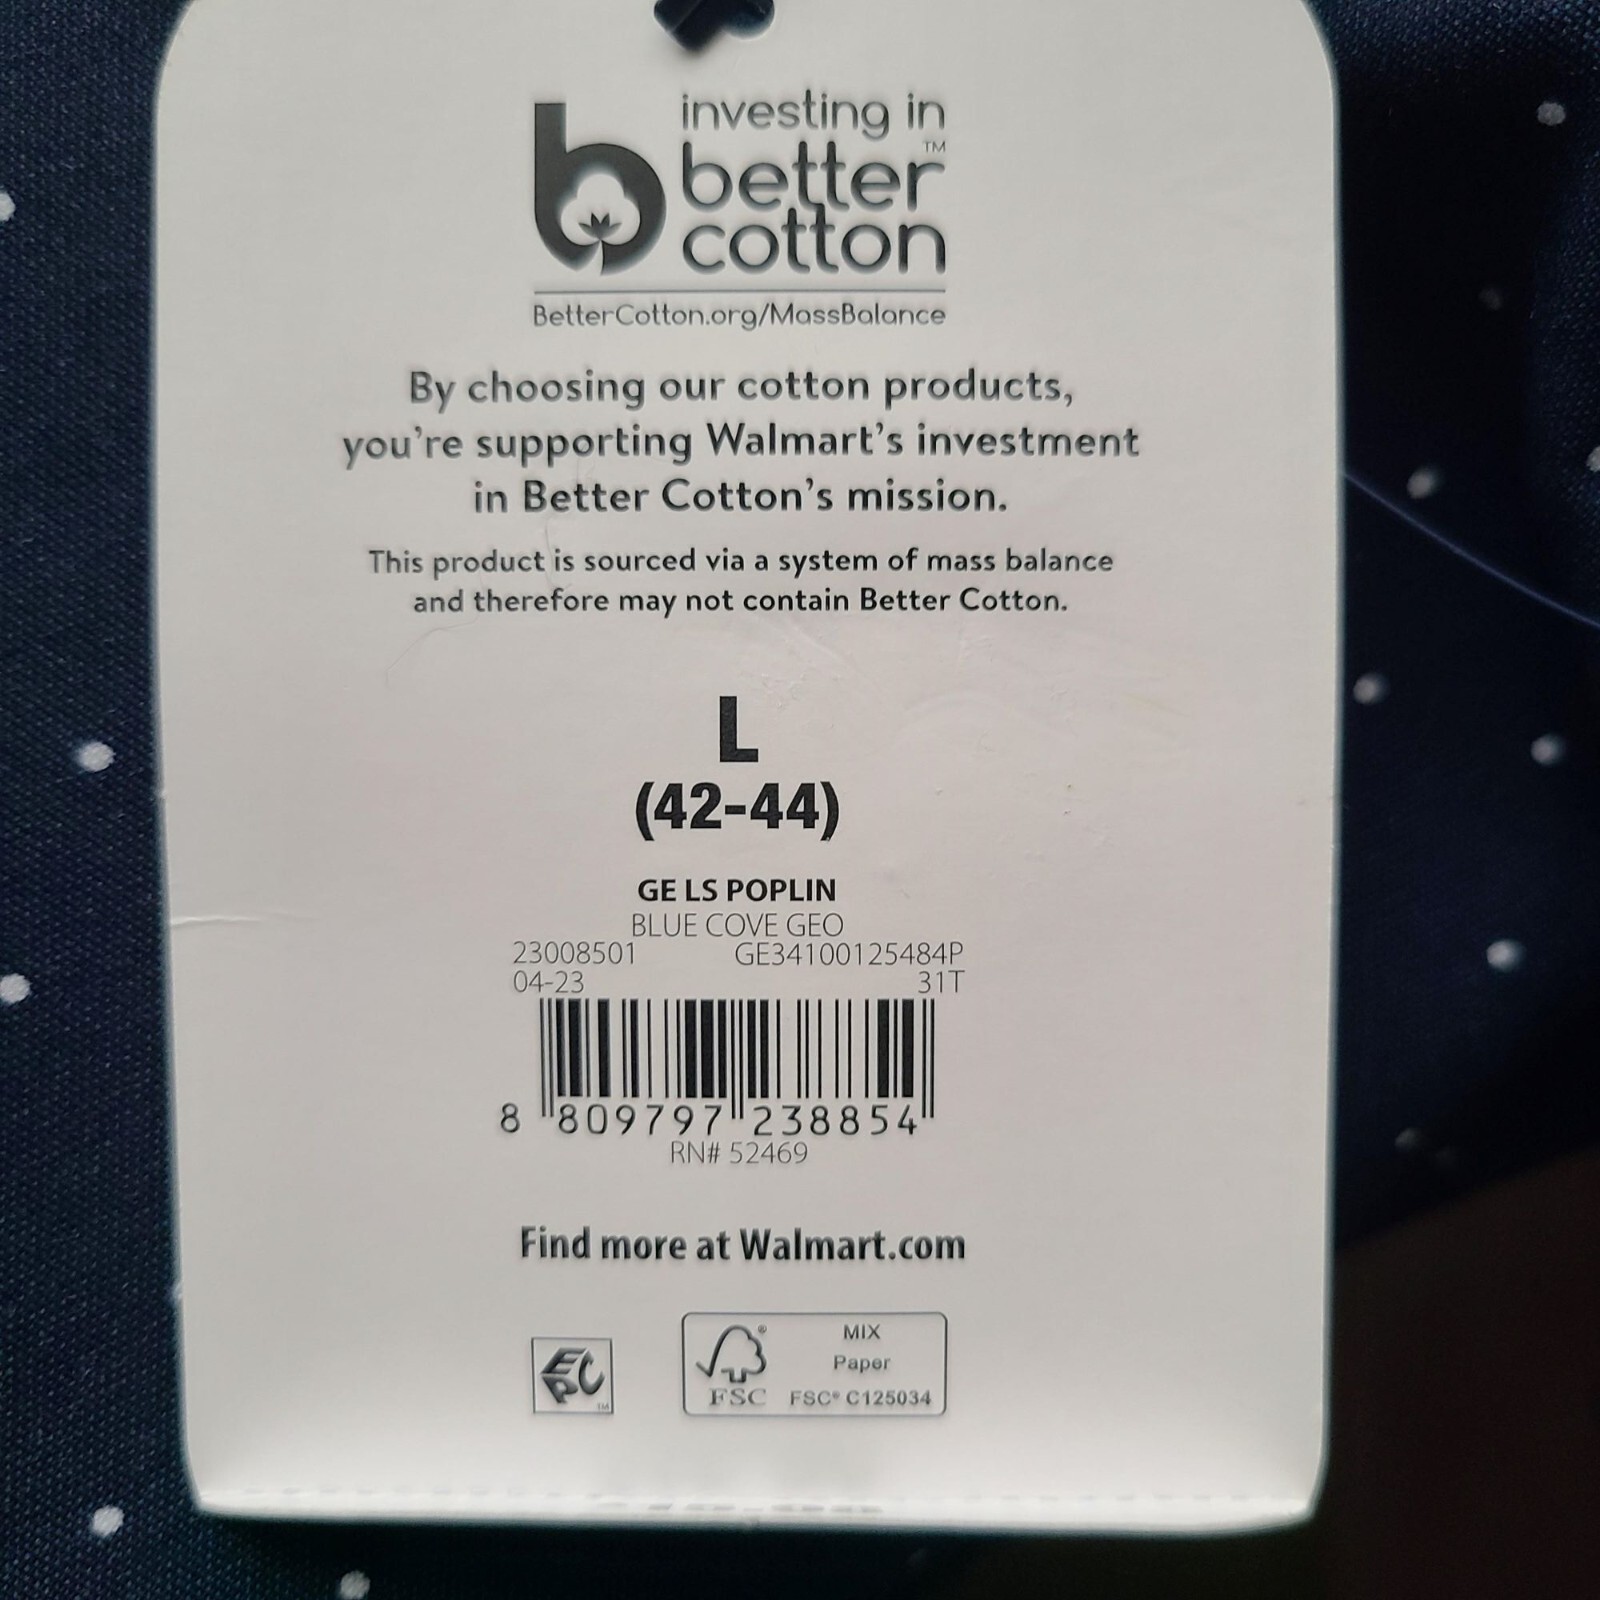 investing in
better™
cotton
BetterCotton.org/MassBalance
By choosing our cotton products,
you're supporting Walmart's investment
in Better Cotton's mission.
This product is sourced via a system of mass balance
and therefore may not contain Better Cotton.
L
(42-44)
GE LS POPLIN
BLUE COVE GEO
23008501 GE34100125484P
04-23 31T
8 809797 238854
RN# 52469
Find more at Walmart.com
EPC™
MIX
Paper
FSC® C125034
FSC